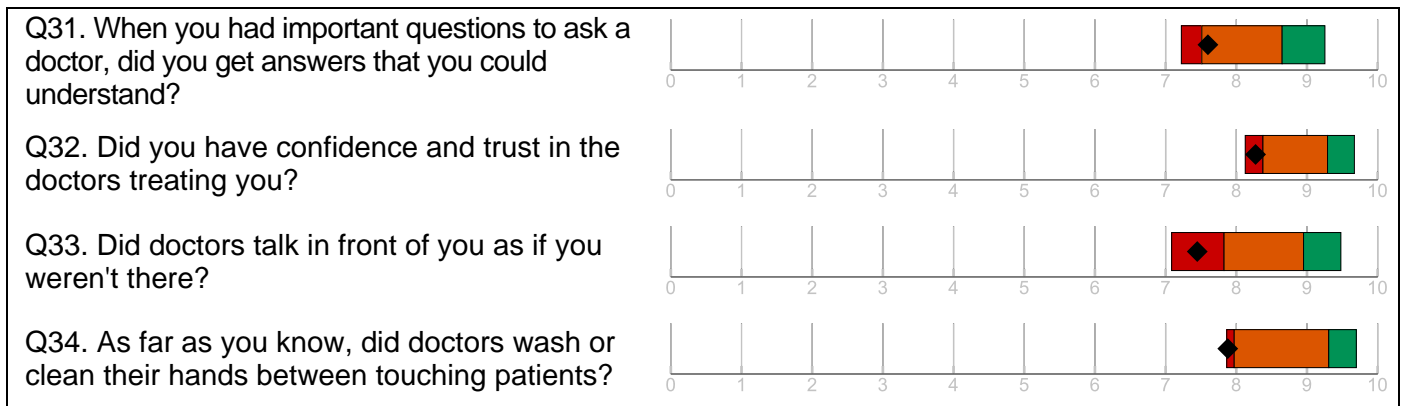 Q31. When you had important questions to ask a
doctor, did you get answers that you could
understand?
0 1 2 3 4 5 6 7 8 9 10
Q32. Did you have confidence and trust in the
doctors treating you?
0 1 2 3 4 5 6 7 8 9 10
Q33. Did doctors talk in front of you as if you
weren't there?
0 1 2 3 4 5 6 7 8 9 10
Q34. As far as you know, did doctors wash or
clean their hands between touching patients?
0 1 2 3 4 5 6 7 8 9 10